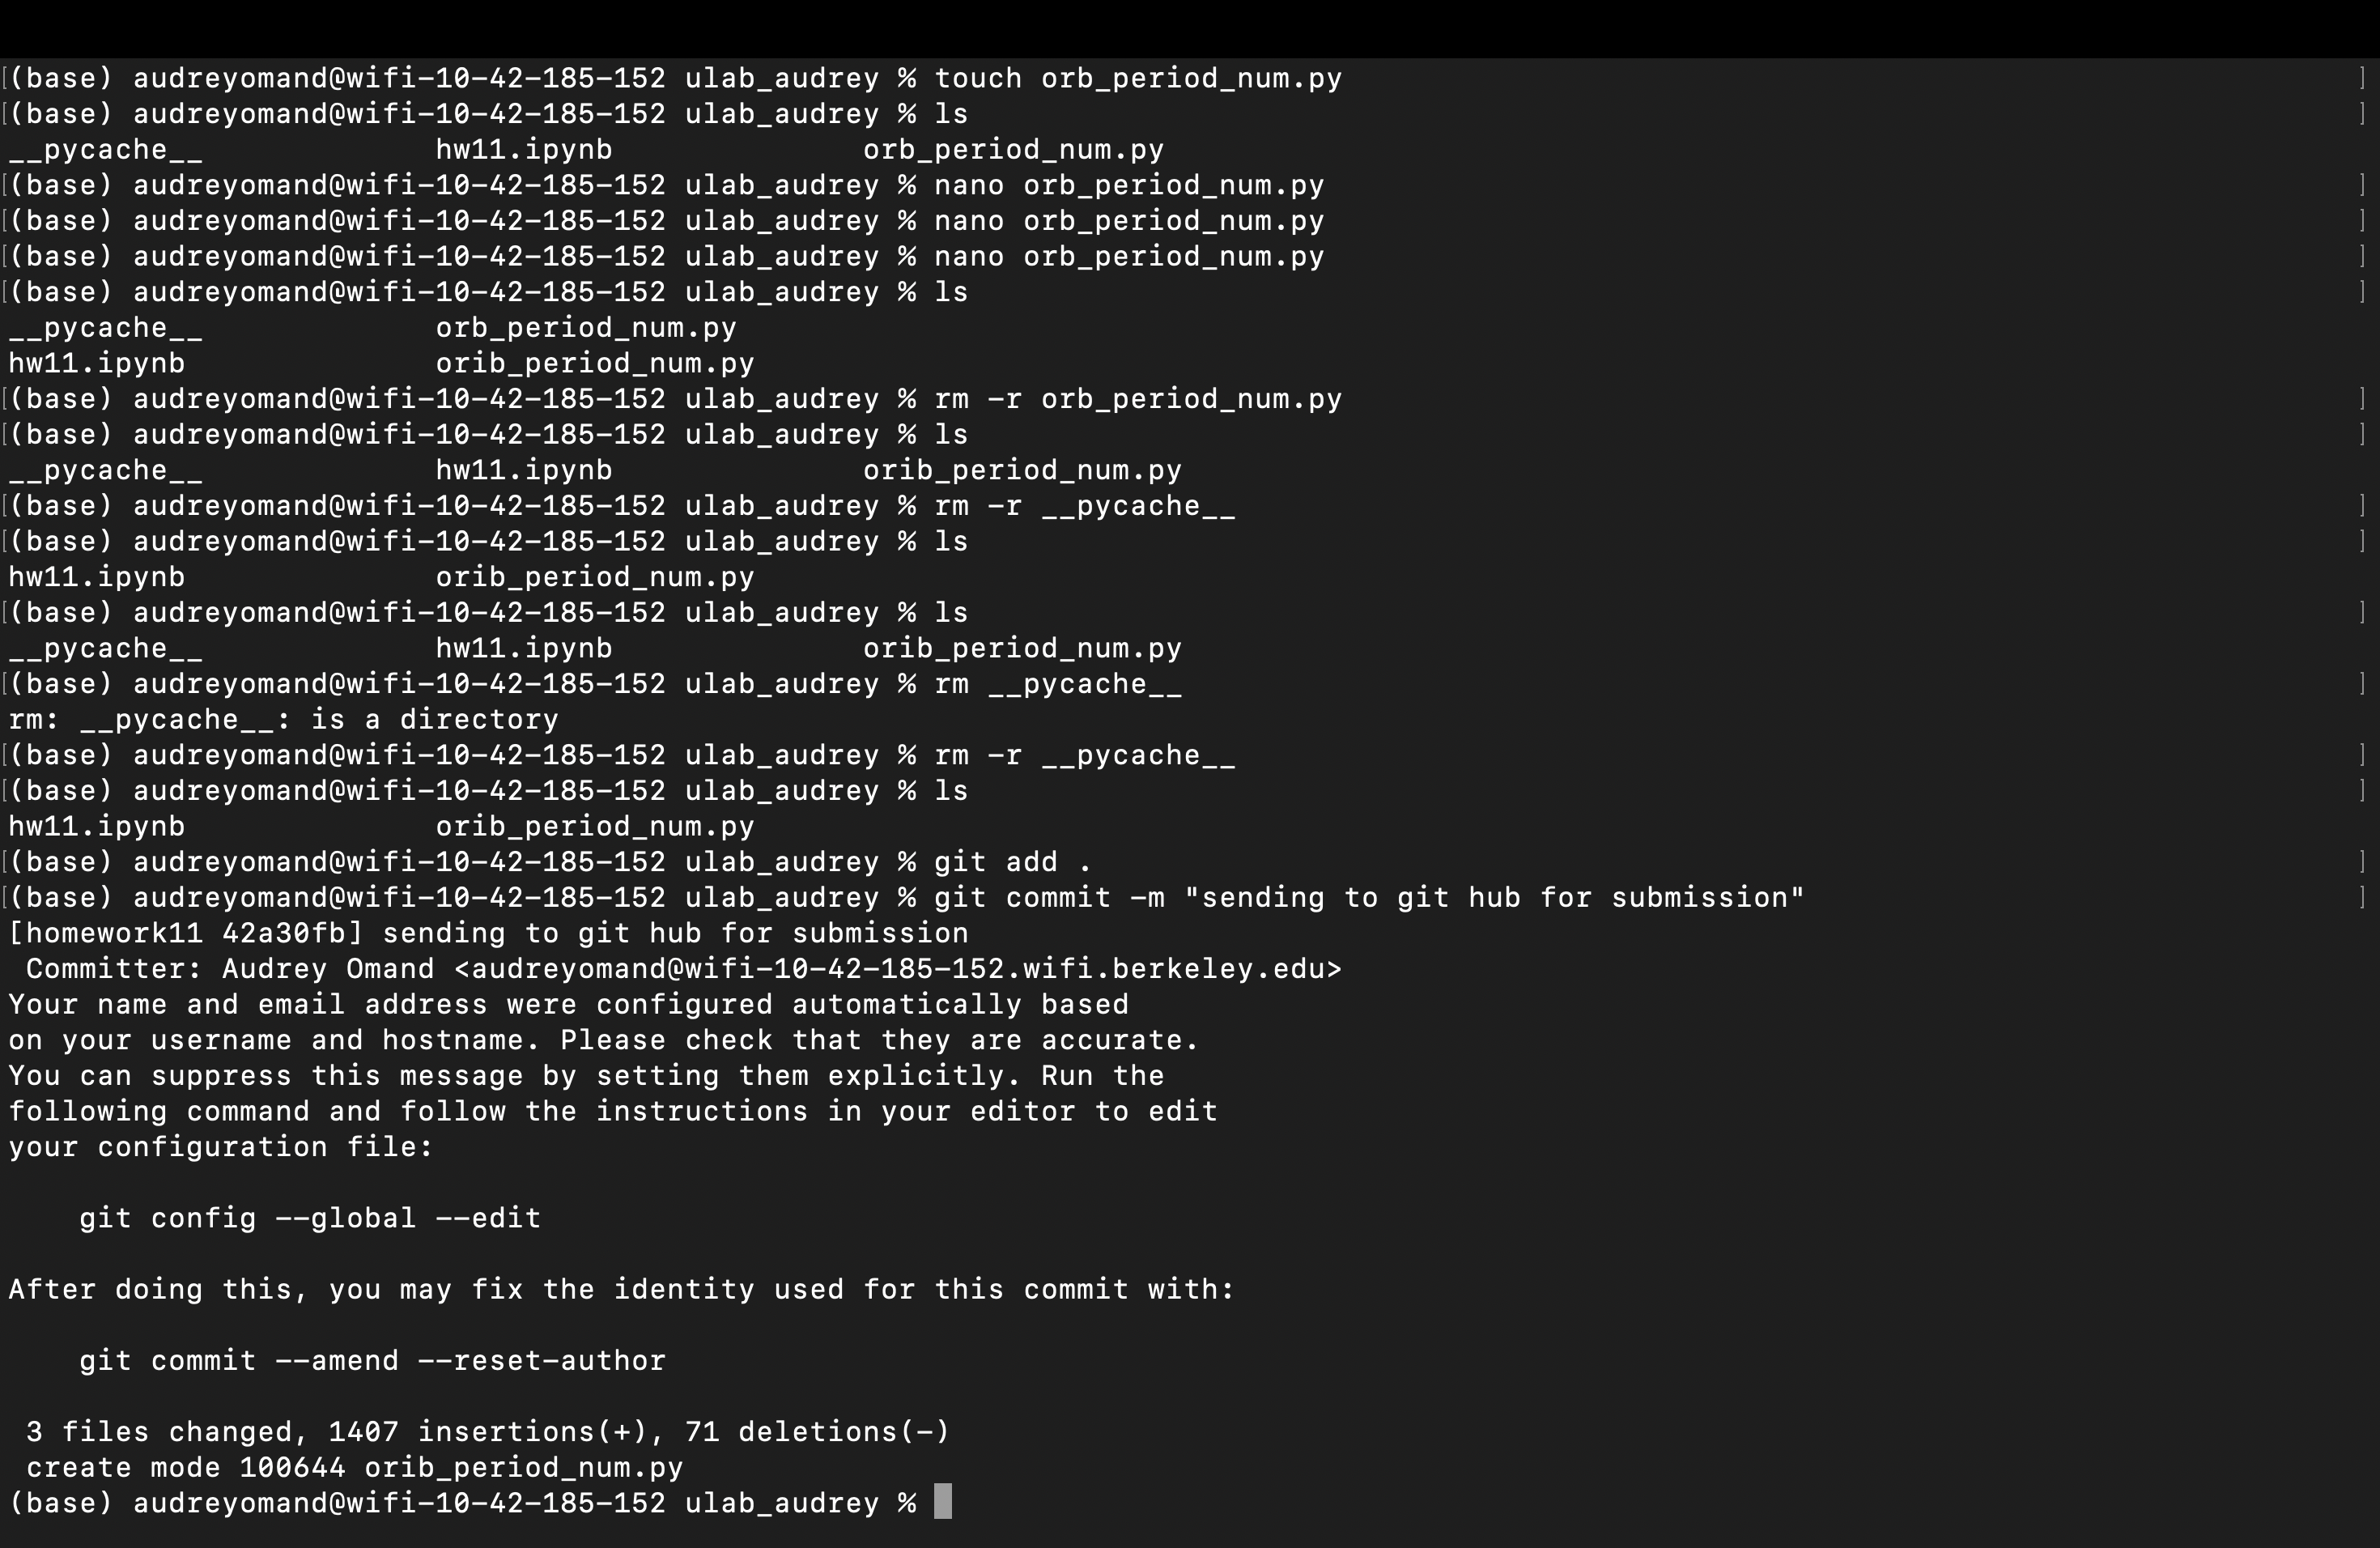 [(base) audreyomand@wifi-10-42-185-152 ulab_audrey % touch orb_period_num.py ]
[(base) audreyomand@wifi-10-42-185-152 ulab_audrey % ls ]
__pycache__ hw11.ipynb orb_period_num.py
[(base) audreyomand@wifi-10-42-185-152 ulab_audrey % nano orb_period_num.py ]
[(base) audreyomand@wifi-10-42-185-152 ulab_audrey % nano orb_period_num.py ]
[(base) audreyomand@wifi-10-42-185-152 ulab_audrey % nano orb_period_num.py ]
[(base) audreyomand@wifi-10-42-185-152 ulab_audrey % ls ]
__pycache__ orb_period_num.py
hw11.ipynb orib_period_num.py
[(base) audreyomand@wifi-10-42-185-152 ulab_audrey % rm -r orb_period_num.py ]
[(base) audreyomand@wifi-10-42-185-152 ulab_audrey % ls ]
__pycache__ hw11.ipynb orib_period_num.py
[(base) audreyomand@wifi-10-42-185-152 ulab_audrey % rm -r __pycache__ ]
[(base) audreyomand@wifi-10-42-185-152 ulab_audrey % ls ]
hw11.ipynb orib_period_num.py
[(base) audreyomand@wifi-10-42-185-152 ulab_audrey % ls ]
__pycache__ hw11.ipynb orib_period_num.py
[(base) audreyomand@wifi-10-42-185-152 ulab_audrey % rm __pycache__ ]
rm: __pycache__: is a directory
[(base) audreyomand@wifi-10-42-185-152 ulab_audrey % rm -r __pycache__ ]
[(base) audreyomand@wifi-10-42-185-152 ulab_audrey % ls ]
hw11.ipynb orib_period_num.py
[(base) audreyomand@wifi-10-42-185-152 ulab_audrey % git add . ]
[(base) audreyomand@wifi-10-42-185-152 ulab_audrey % git commit -m "sending to git hub for submission" ]
[homework11 42a30fb] sending to git hub for submission
Committer: Audrey Omand <audreyomand@wifi-10-42-185-152.wifi.berkeley.edu>
Your name and email address were configured automatically based
on your username and hostname. Please check that they are accurate.
You can suppress this message by setting them explicitly. Run the
following command and follow the instructions in your editor to edit
your configuration file:
git config --global --edit
After doing this, you may fix the identity used for this commit with:
git commit --amend --reset-author
3 files changed, 1407 insertions(+), 71 deletions(-)
create mode 100644 orib_period_num.py
(base) audreyomand@wifi-10-42-185-152 ulab_audrey %